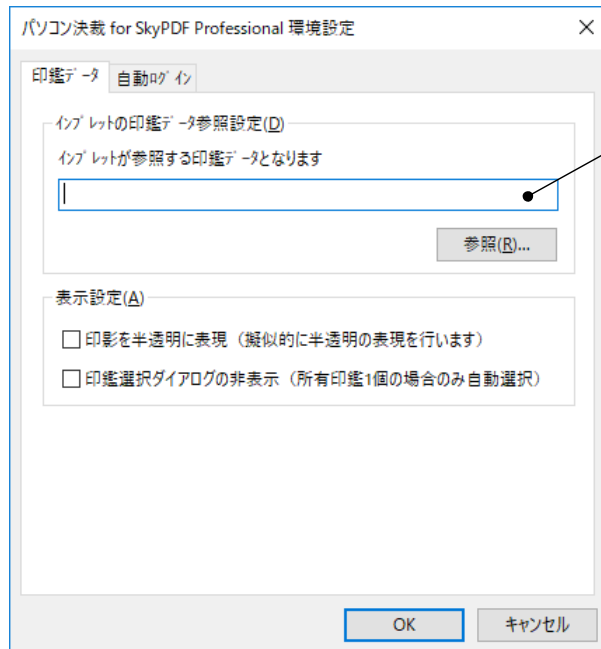 パソコン決裁 for SkyPDF Professional 環境設定
印鑑ﾃﾞｰﾀ 自動ﾛｸﾞｲﾝ
ｲﾝﾌﾟﾚｯﾄの印鑑ﾃﾞｰﾀ参照設定(D)
ｲﾝﾌﾟﾚｯﾄが参照する印鑑ﾃﾞｰﾀとなります
参照(R)...
表示設定(A)
印影を半透明に表現（擬似的に半透明の表現を行います）
印鑑選択ダイアログの非表示（所有印鑑1個の場合のみ自動選択）
OK キャンセル